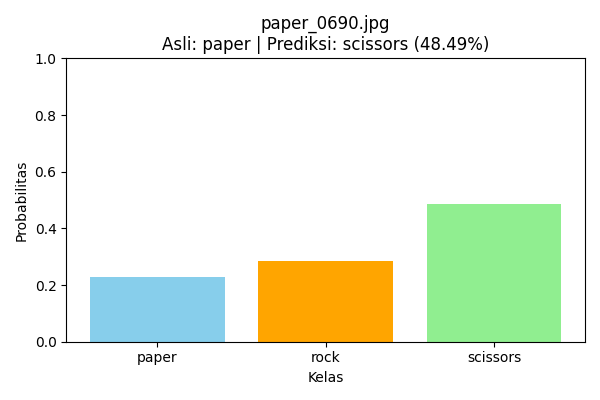 paper_0690.jpg
Asli: paper | Prediksi: scissors (48.49%)
1.0
0.8
0.6
0.4
0.2
0.0
Probabilitas
paper rock scissors
Kelas